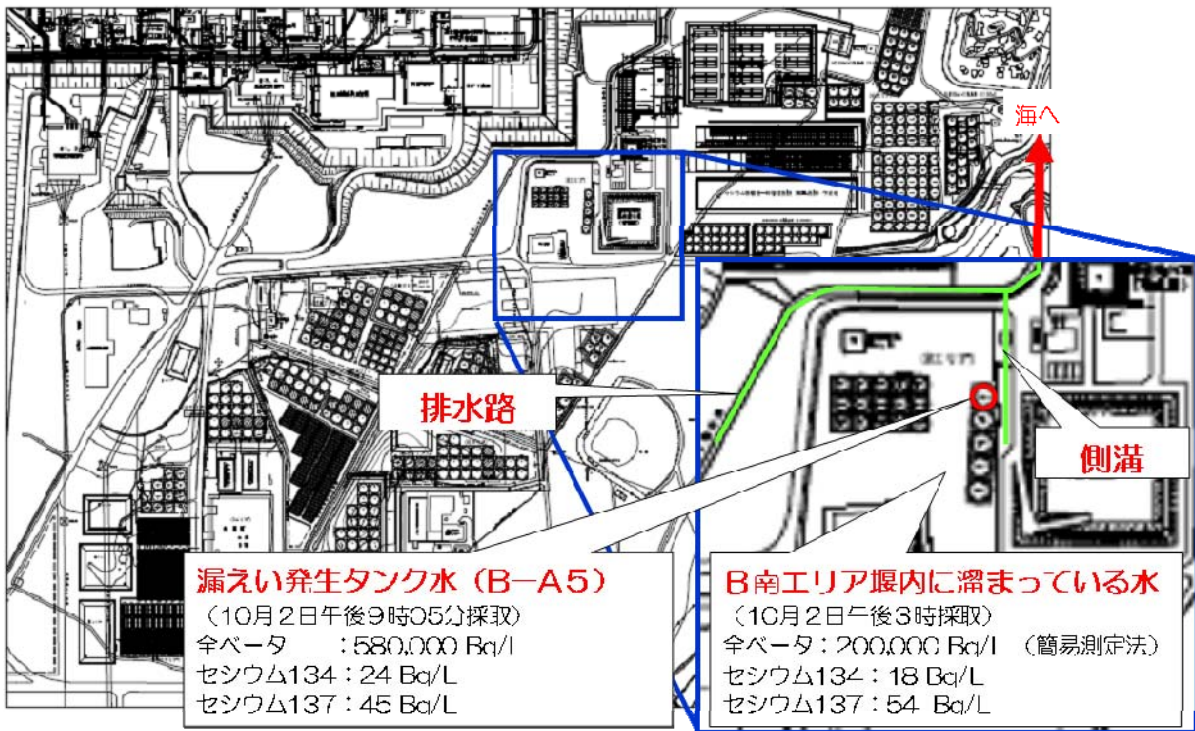 海へ
排水路
側溝
漏えい発生タンク水（B－A5）
（10月2日午後9時05分採取）
全ベータ　　：580,000 Bq/l
セシウム134：24 Bq/L
セシウム137：45 Bq/L
B南エリア堰内に溜まっている水
（10月2日午後3時採取）
全ベータ：200,000 Bq/l　（簡易測定法）
セシウム134：18 Bq/L
セシウム137：54 Bq/L